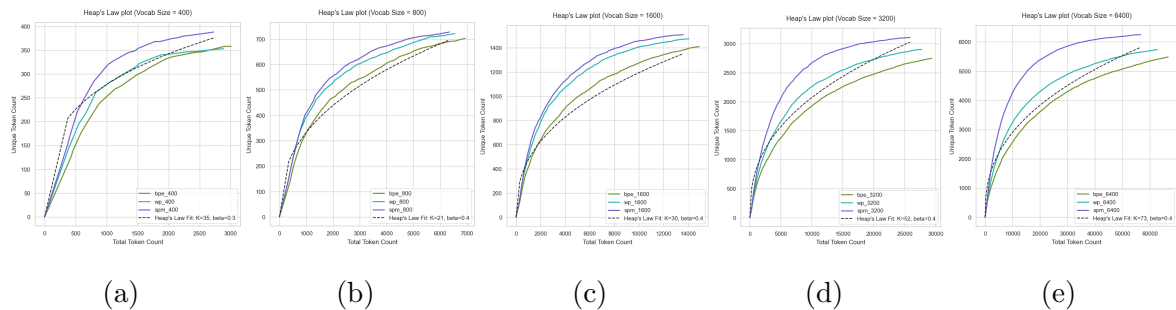 Heap's Law plot (Vocab Size = 400)
Unique Token Count
400
350
300
250
200
150
100
50
0
bpe_400
wp_400
spm_400
Heap's Law Fit: K=35, beta=0.3
0 500 1000 1500 2000 2500 3000
Total Token Count
(a)
Heap's Law plot (Vocab Size = 800)
Unique Token Count
700
600
500
400
300
200
100
0
bpe_800
wp_800
spm_800
Heap's Law Fit: K=21, beta=0.4
0 1000 2000 3000 4000 5000 6000 7000
Total Token Count
(b)
Heap's Law plot (Vocab Size = 1600)
Unique Token Count
1400
1200
1000
800
600
400
200
0
bpe_1600
wp_1600
spm_1600
Heap's Law Fit: K=30, beta=0.4
0 2000 4000 6000 8000 10000 12000 14000
Total Token Count
(c)
Heap's Law plot (Vocab Size = 3200)
Unique Token Count
3000
2500
2000
1500
1000
500
0
bpe_3200
wp_3200
spm_3200
Heap's Law Fit: K=52, beta=0.4
0 5000 10000 15000 20000 25000
Total Token Count
(d)
Heap's Law plot (Vocab Size = 6400)
Unique Token Count
6000
5000
4000
3000
2000
1000
0
bpe_6400
wp_6400
spm_6400
Heap's Law Fit: K=73, beta=0.4
0 10000 20000 30000 40000 50000 60000
Total Token Count
(e)